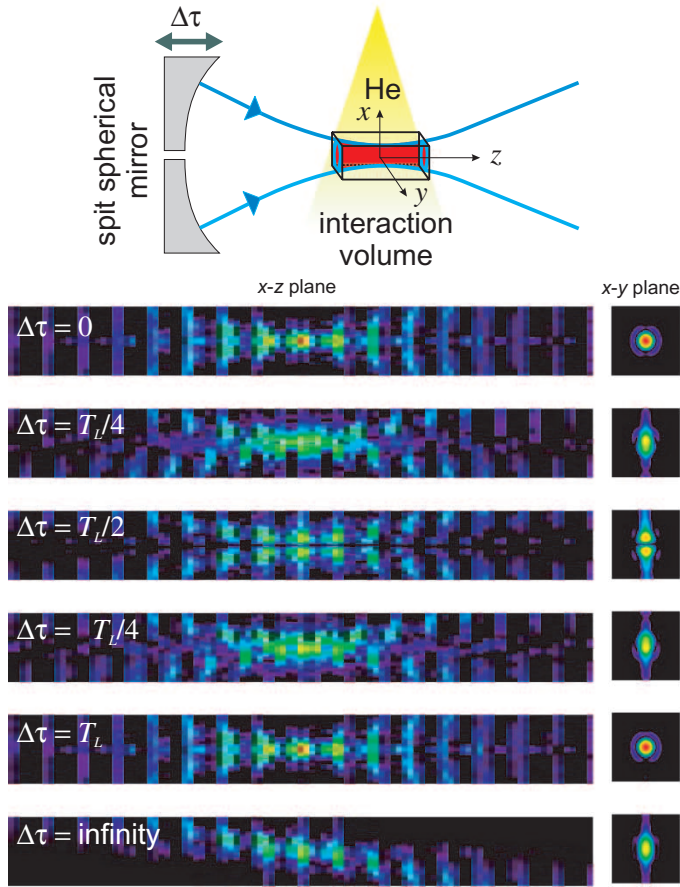 Δτ
He
x
z
y
spit spherical
mirror
interaction
volume
x-z plane
x-y plane
Δτ = 0
Δτ = T_L/4
Δτ = T_L/2
Δτ = T_L/4
Δτ = T_L
Δτ = infinity